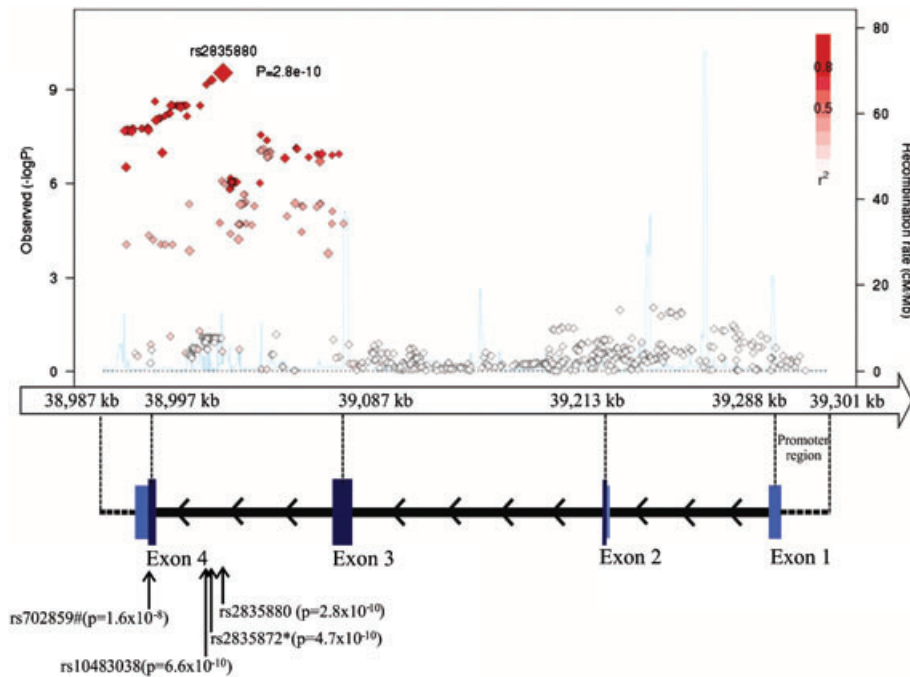 rs2835880
P=2.8e-10
Observed (-logP)
9
6
3
0
80
60
40
20
0
Recombination rate (cM/Mb)
0.8
0.5
r2
38,987 kb 38,997 kb 39,087 kb 39,213 kb 39,288 kb 39,301 kb
Promoter
region
Exon 4 Exon 3 Exon 2 Exon 1
rs702859#(p=1.6x10-8)
rs2835880 (p=2.8x10-10)
rs2835872*(p=4.7x10-10)
rs10483038(p=6.6x10-10)